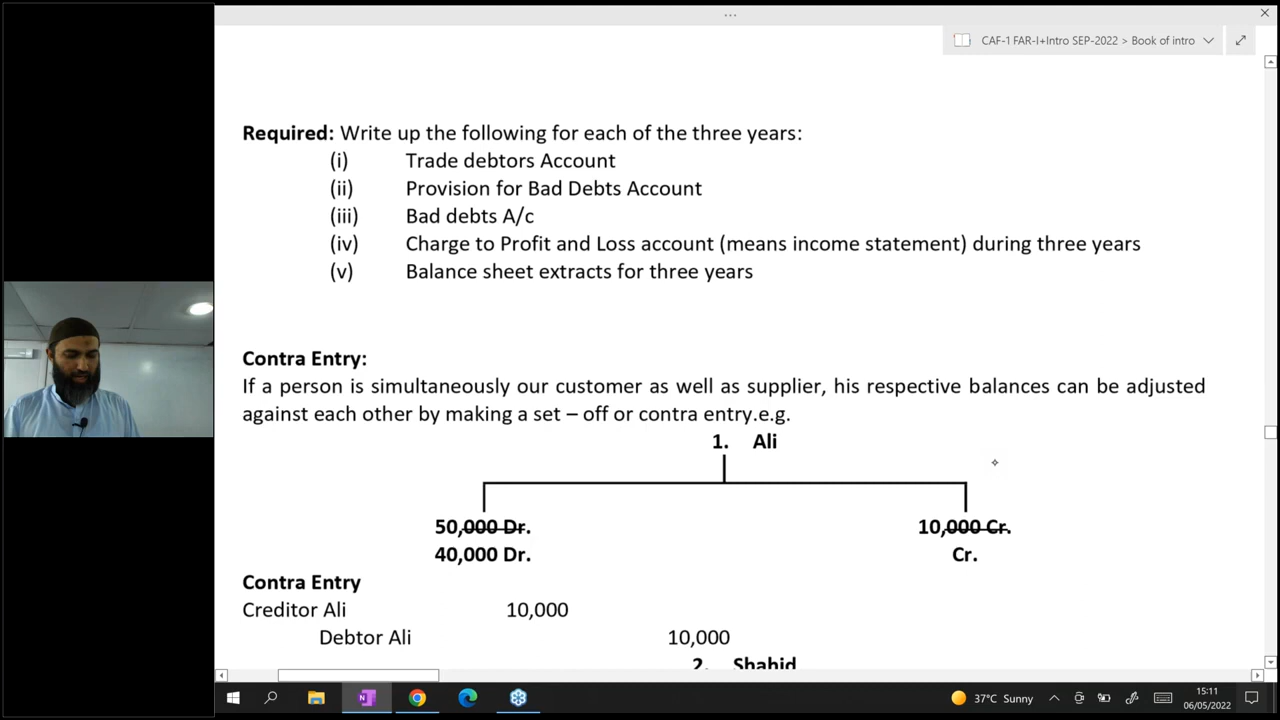 CAF-1 FAR-I+Intro SEP-2022 > Book of intro
Required: Write up the following for each of the three years:
(i) Trade debtors Account
(ii) Provision for Bad Debts Account
(iii) Bad debts A/c
(iv) Charge to Profit and Loss account (means income statement) during three years
(v) Balance sheet extracts for three years
Contra Entry:
If a person is simultaneously our customer as well as supplier, his respective balances can be adjusted
against each other by making a set – off or contra entry.e.g.
1. Ali
50,000 Dr. 10,000 Cr.
40,000 Dr. Cr.
Contra Entry
Creditor Ali 10,000
Debtor Ali 10,000
2. Shahid
37°C Sunny
15:11
06/05/2022